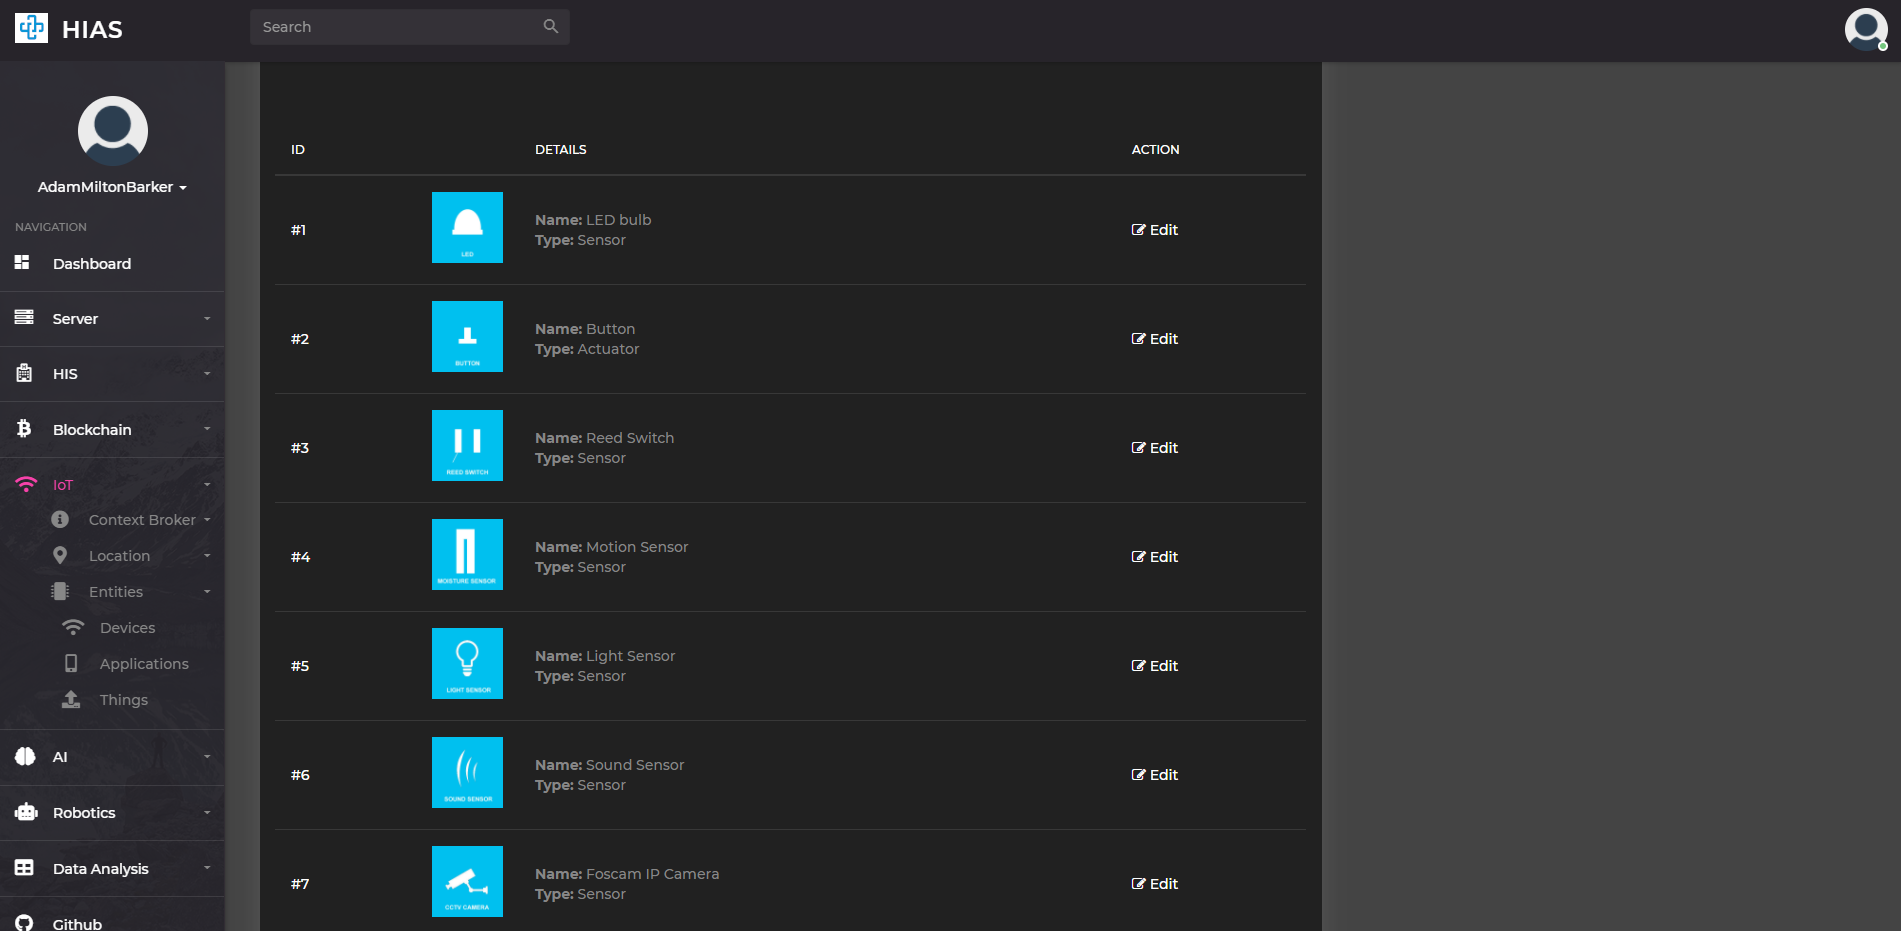 HIAS
Search
AdamMiltonBarker
NAVIGATION
Dashboard
Server
HIS
Blockchain
IoT
Context Broker
Location
Entities
Devices
Applications
Things
AI
Robotics
Data Analysis
Github
ID DETAILS ACTION
#1
LED
Name: LED bulb
Type: Sensor
Edit
#2
BUTTON
Name: Button
Type: Actuator
Edit
#3
REED SWITCH
Name: Reed Switch
Type: Sensor
Edit
#4
MOISTURE SENSOR
Name: Motion Sensor
Type: Sensor
Edit
#5
LIGHT SENSOR
Name: Light Sensor
Type: Sensor
Edit
#6
SOUND SENSOR
Name: Sound Sensor
Type: Sensor
Edit
#7
CCTV CAMERA
Name: Foscam IP Camera
Type: Sensor
Edit